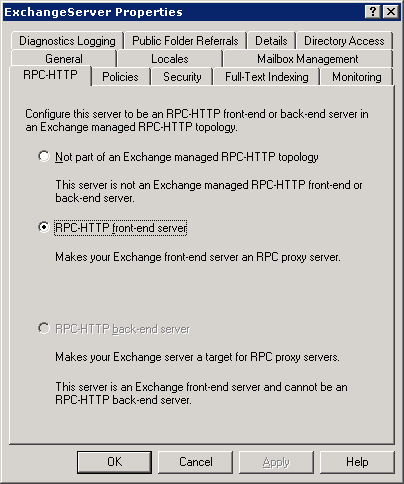 ExchangeServer Properties
Diagnostics Logging Public Folder Referrals Details Directory Access
General Locales Mailbox Management
RPC-HTTP Policies Security Full-Text Indexing Monitoring
Configure this server to be an RPC-HTTP front-end or back-end server in
an Exchange managed RPC-HTTP topology.
Not part of an Exchange managed RPC-HTTP topology
This server is not an Exchange managed RPC-HTTP front-end or
back-end server.
RPC-HTTP front-end server
Makes your Exchange front-end server an RPC proxy server.
RPC-HTTP back-end server
Makes your Exchange server a target for RPC proxy servers.
This server is an Exchange front-end server and cannot be an
RPC-HTTP back-end server.
OK Cancel Apply Help